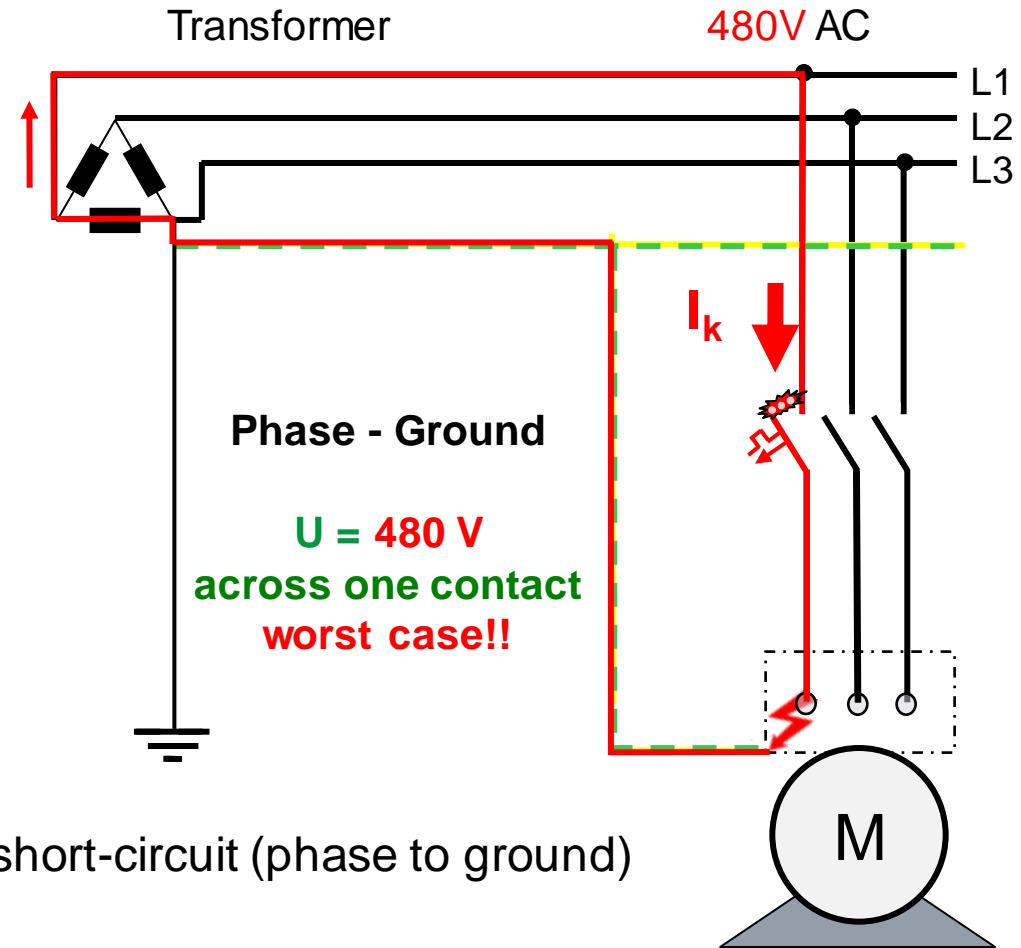 Transformer
480V AC
L1
L2
L3
Ik
Phase - Ground
U = 480 V
across one contact
worst case!!
M
short-circuit (phase to ground)